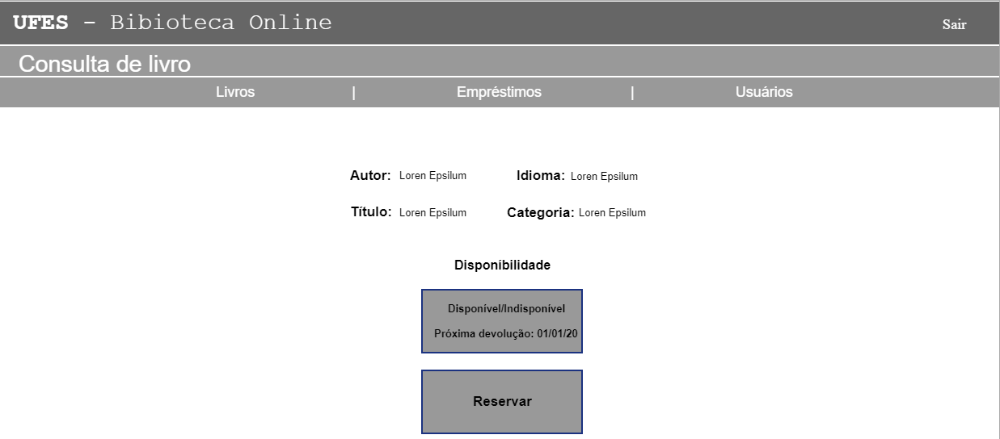 UFES - Bibioteca Online
Sair
Consulta de livro
Livros | Empréstimos | Usuários
Autor: Loren Epsilum Idioma: Loren Epsilum
Título: Loren Epsilum Categoria: Loren Epsilum
Disponíbilidade
Disponível/Indisponível
Próxima devolução: 01/01/20
Reservar